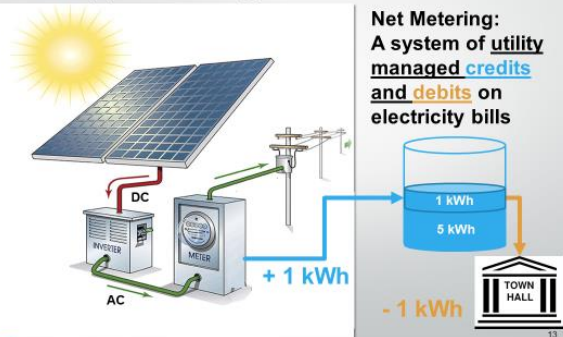 Net Metering:
A system of utility
managed credits
and debits on
electricity bills
DC
INVERTER
METER
AC
+ 1 kWh
1 kWh
5 kWh
- 1 kWh
TOWN
HALL
13